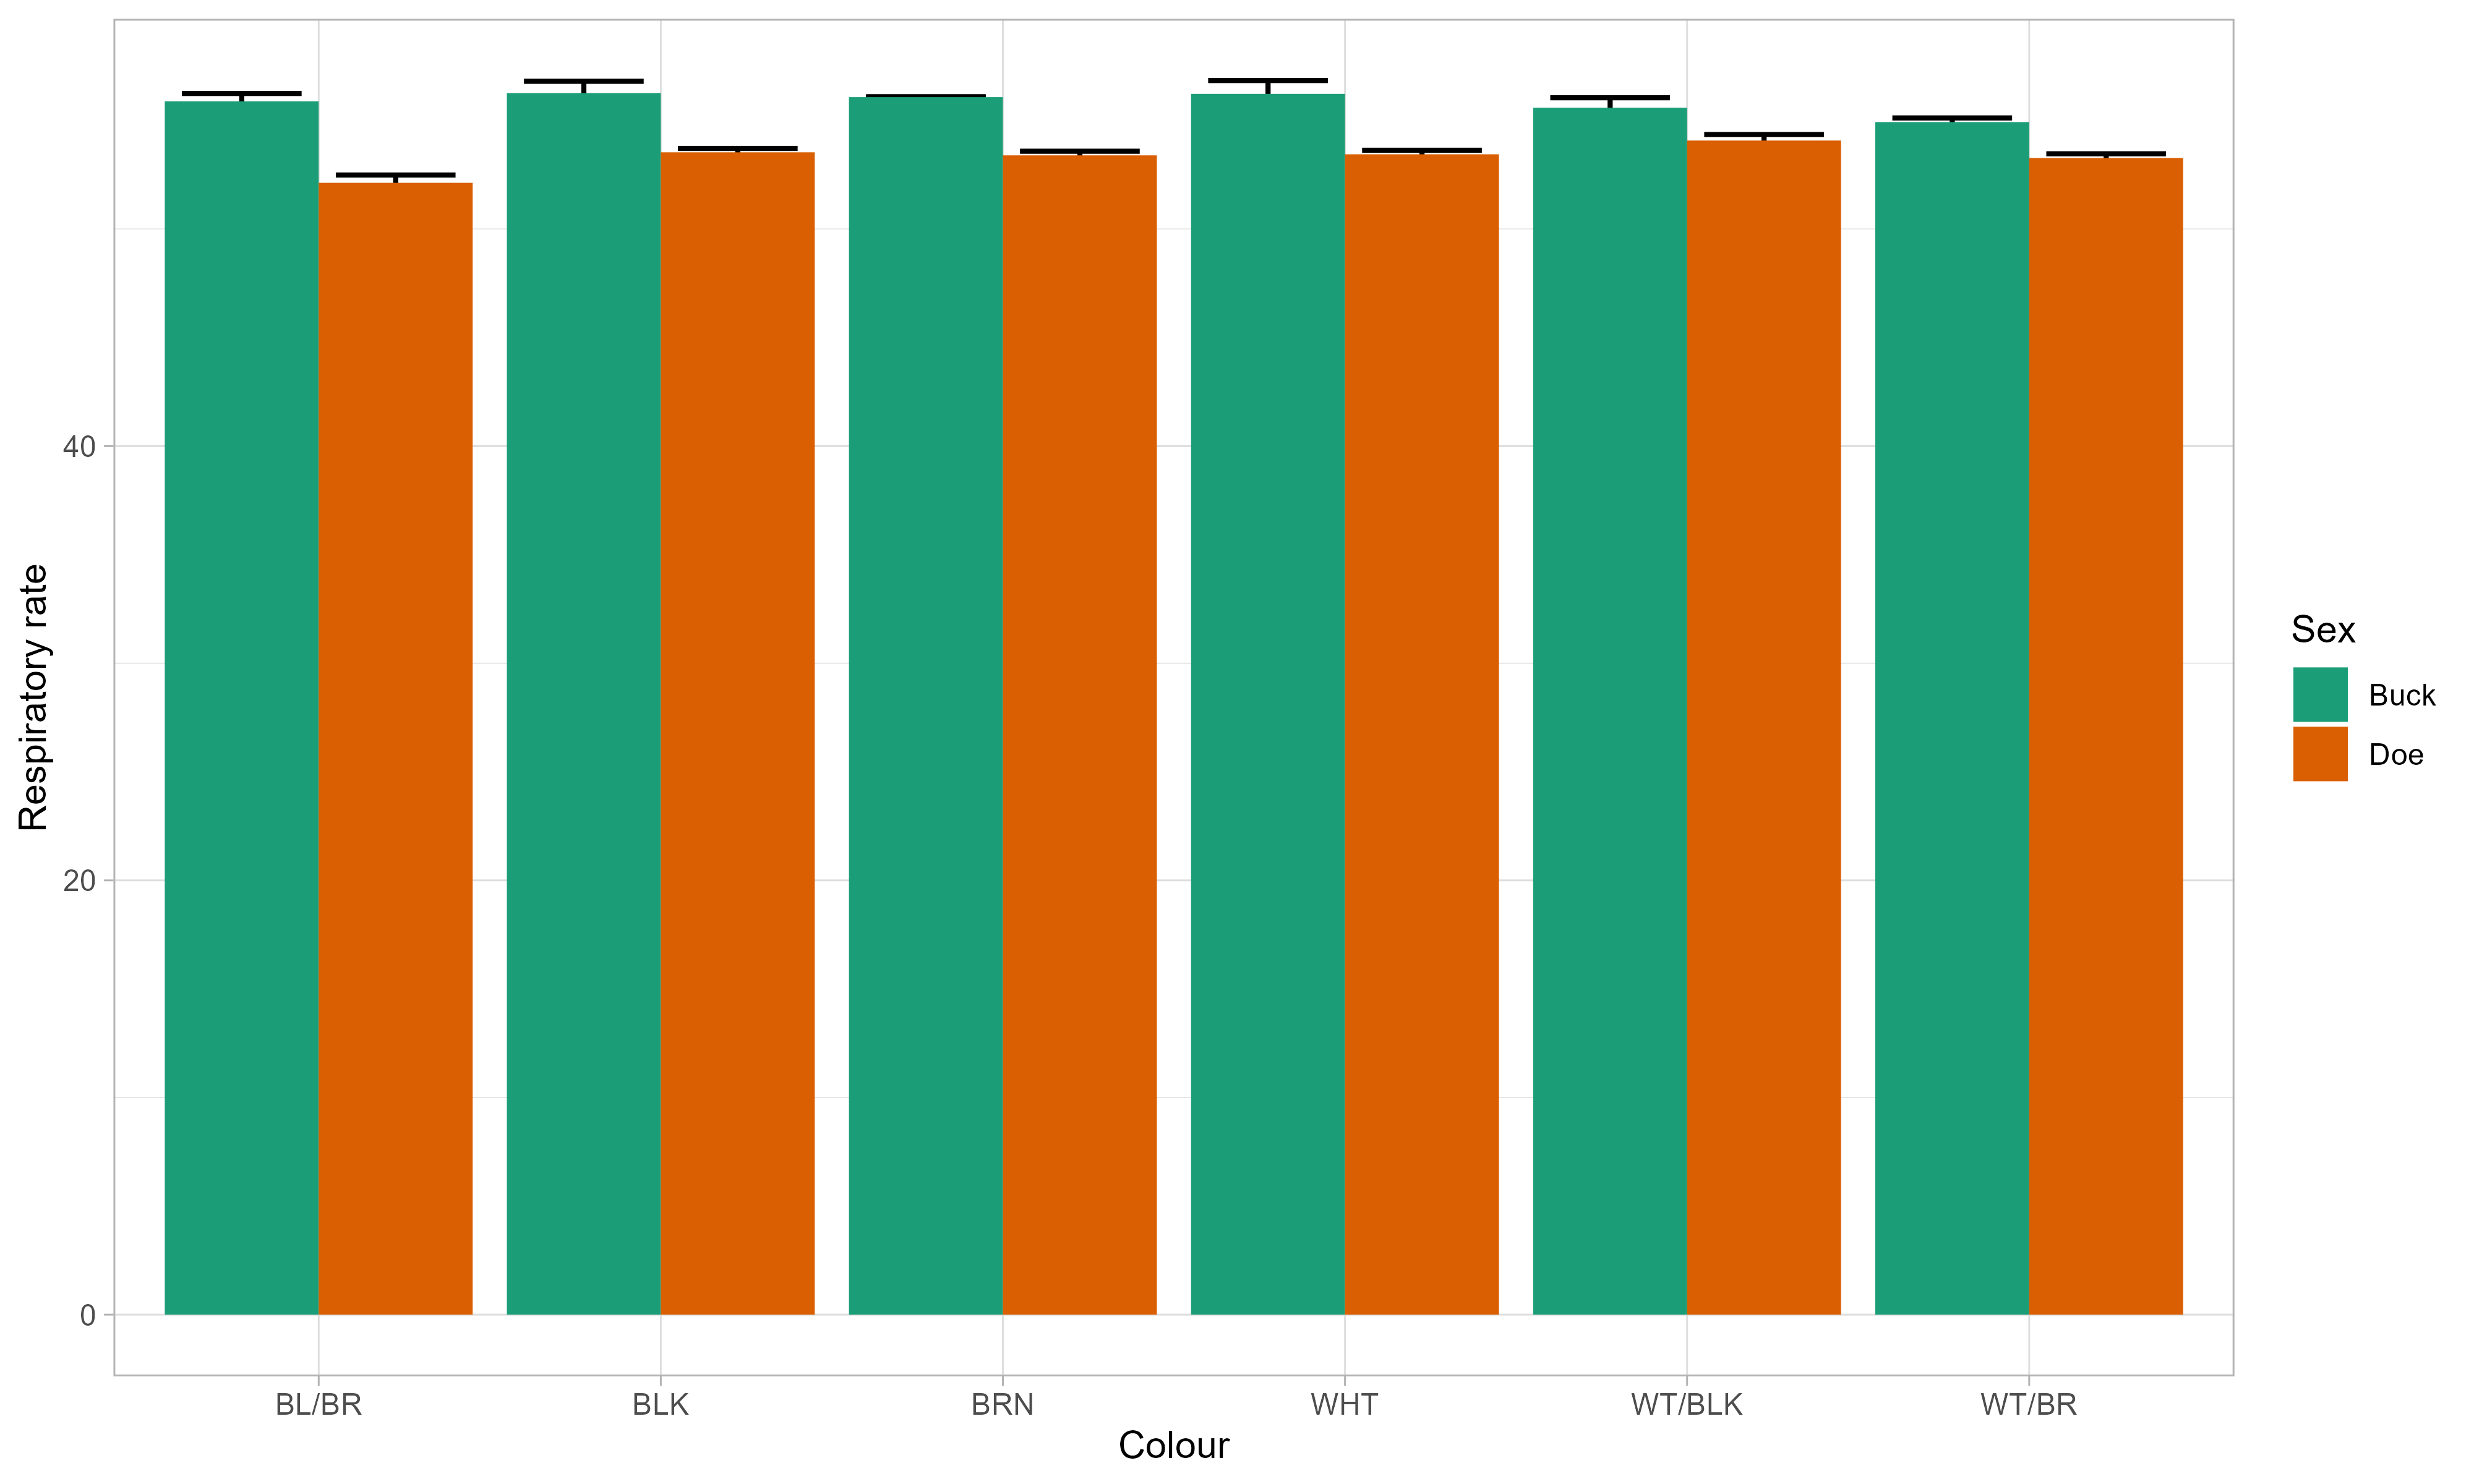 Respiratory rate
40
20
0
BL/BR BLK BRN WHT WT/BLK WT/BR
Colour
Sex
Buck
Doe